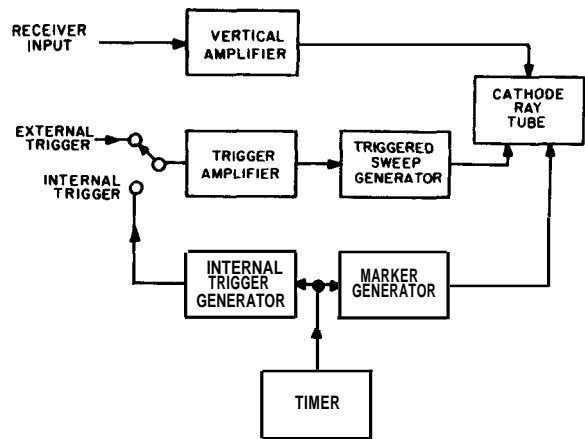 RECEIVER
INPUT
VERTICAL
AMPLIFIER
CATHODE
RAY
TUBE
EXTERNAL
TRIGGER
INTERNAL
TRIGGER
TRIGGER
AMPLIFIER
TRIGGERED
SWEEP
GENERATOR
INTERNAL
TRIGGER
GENERATOR
MARKER
GENERATOR
TIMER